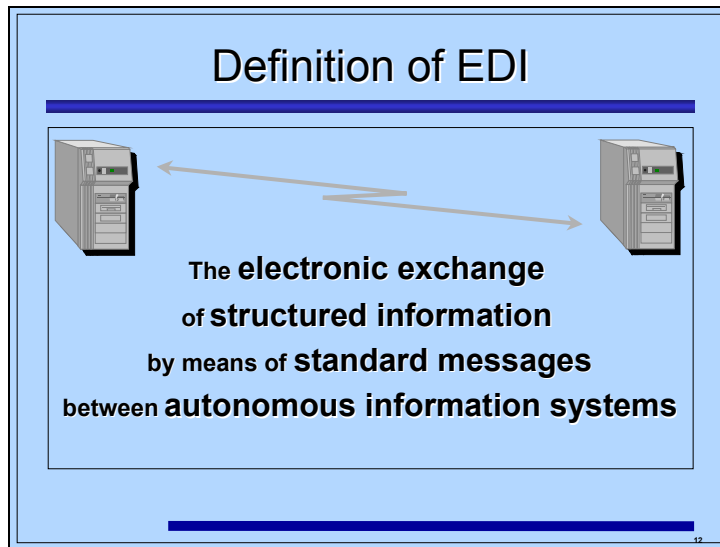 Definition of EDI
The electronic exchange
of structured information
by means of standard messages
between autonomous information systems
12